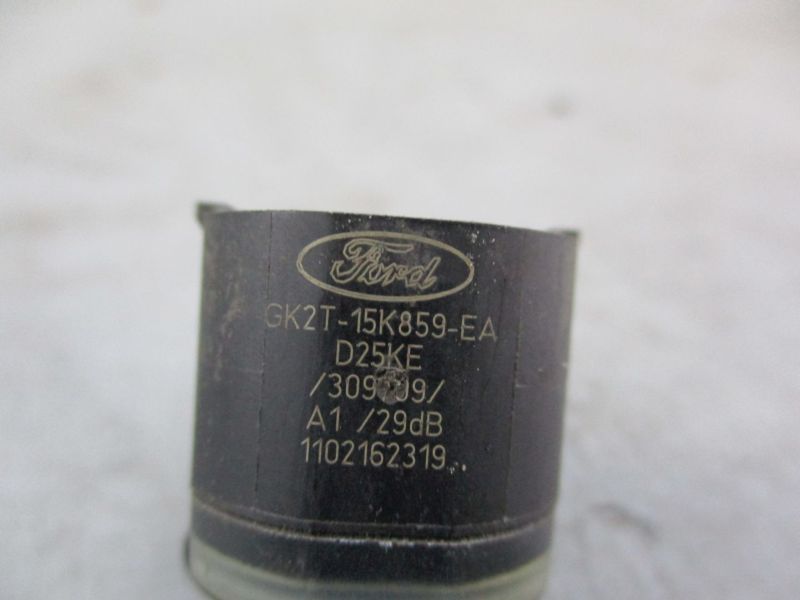 Ford
GK2T-15K859-EA
D25KE
A1 /29dB
1102162319